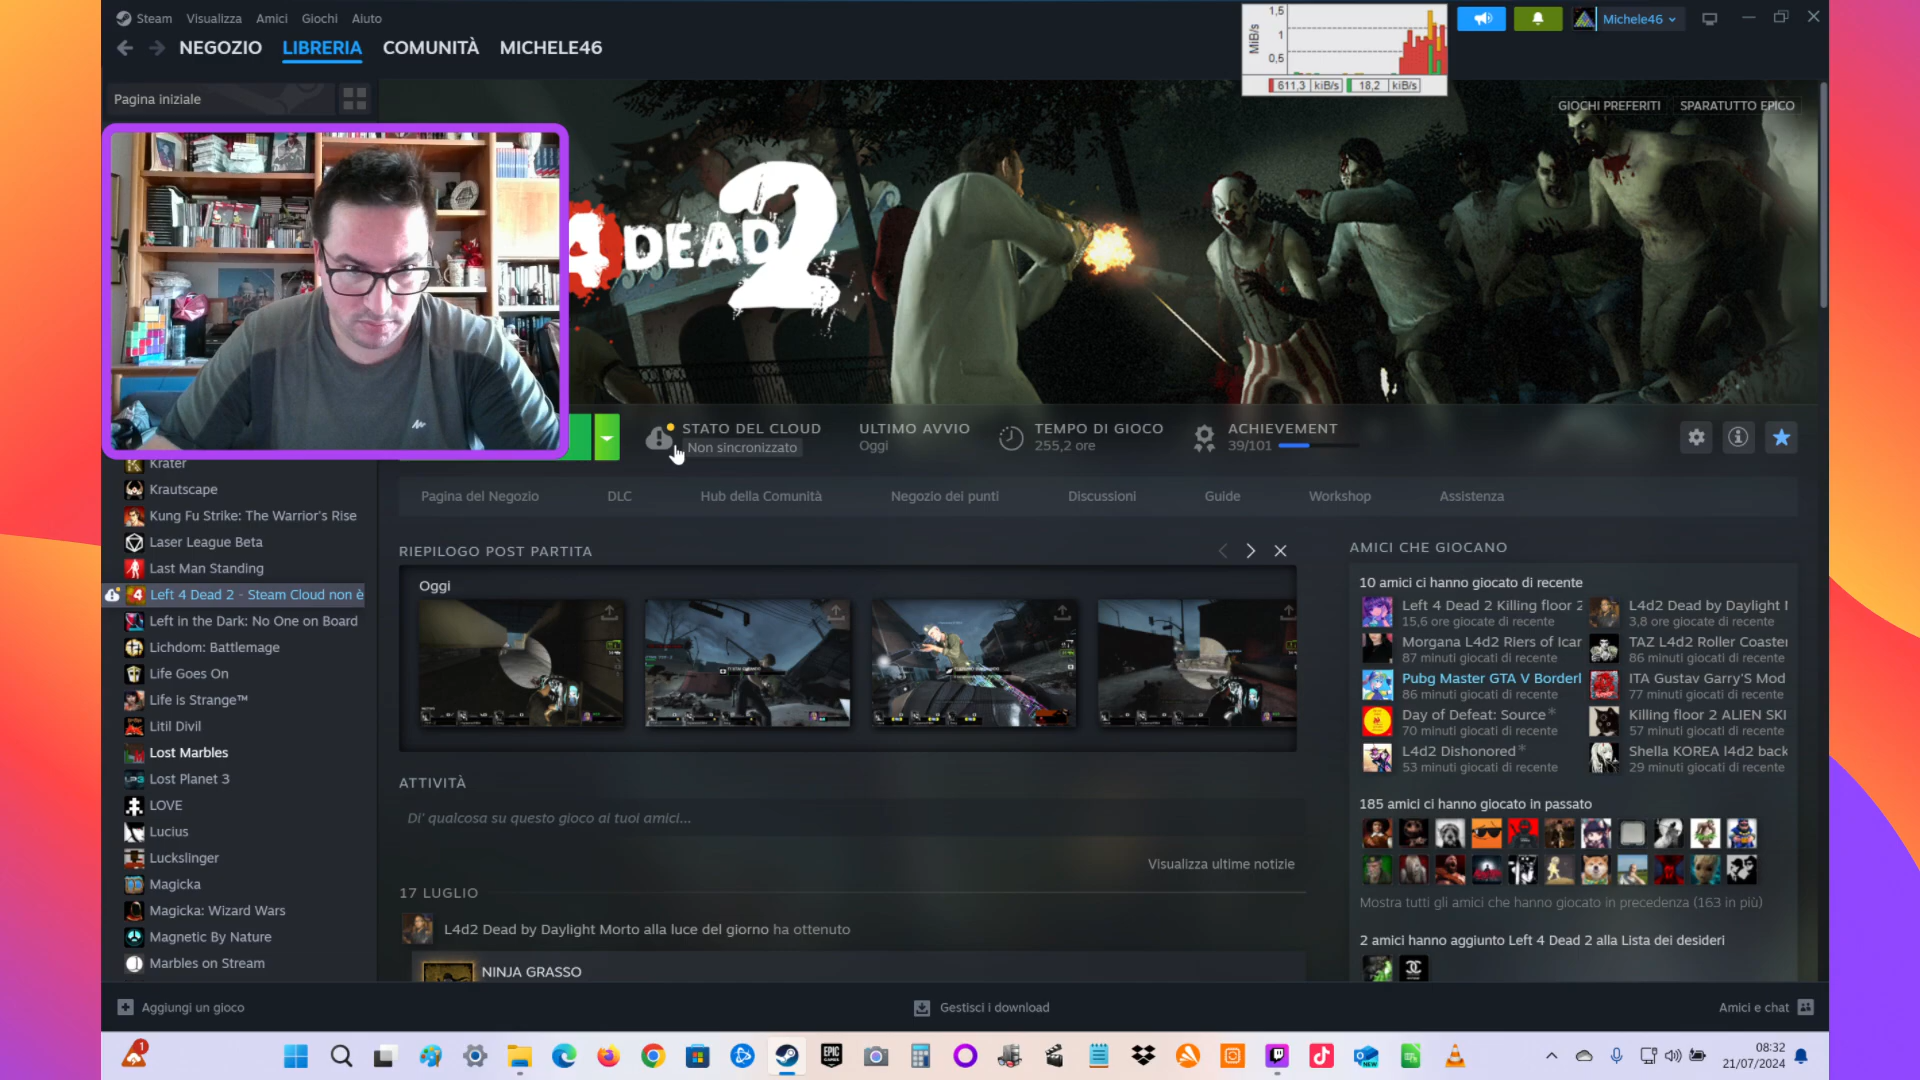 Steam Visualizza Amici Giochi Aiuto
NEGOZIO LIBRERIA COMUNITÀ MICHELE46
Michele46
MiB/s
1,5
1
0,5
611,3 kiB/s 18,2 kiB/s
Pagina iniziale
GIOCHI PREFERITI SPARATUTTO EPICO
4 DEAD 2
STATO DEL CLOUD
Non sincronizzato
ULTIMO AVVIO
Oggi
TEMPO DI GIOCO
255,2 ore
ACHIEVEMENT
39/101
Krater
Krautscape
Kung Fu Strike: The Warrior's Rise
Laser League Beta
Last Man Standing
Left 4 Dead 2 - Steam Cloud non è
Left in the Dark: No One on Board
Lichdom: Battlemage
Life Goes On
Life is Strange™
Litil Divil
Lost Marbles
Lost Planet 3
LOVE
Lucius
Luckslinger
Magicka
Magicka: Wizard Wars
Magnetic By Nature
Marbles on Stream
Pagina del Negozio DLC Hub della Comunità Negozio dei punti Discussioni Guide Workshop Assistenza
RIEPILOGO POST PARTITA
Oggi
ATTIVITÀ
Di' qualcosa su questo gioco ai tuoi amici...
Visualizza ultime notizie
17 LUGLIO
L4d2 Dead by Daylight Morto alla luce del giorno ha ottenuto
NINJA GRASSO
AMICI CHE GIOCANO
10 amici ci hanno giocato di recente
Left 4 Dead 2 Killing floor 2
15,6 ore giocate di recente
L4d2 Dead by Daylight
3,8 ore giocate di recente
Morgana L4d2 Riers of Icar
87 minuti giocati di recente
TAZ L4d2 Roller Coaster
86 minuti giocati di recente
Pubg Master GTA V Borderl
86 minuti giocati di recente
ITA Gustav Garry'S Mod
77 minuti giocati di recente
Day of Defeat: Source*
70 minuti giocati di recente
Killing floor 2 ALIEN SKI
57 minuti giocati di recente
L4d2 Dishonored*
53 minuti giocati di recente
Shella KOREA l4d2 back
29 minuti giocati di recente
185 amici ci hanno giocato in passato
Mostra tutti gli amici che hanno giocato in precedenza (163 in più)
2 amici hanno aggiunto Left 4 Dead 2 alla Lista dei desideri
Aggiungi un gioco
Gestisci i download
Amici e chat
1
EPIC
NEW
08:32
21/07/2024